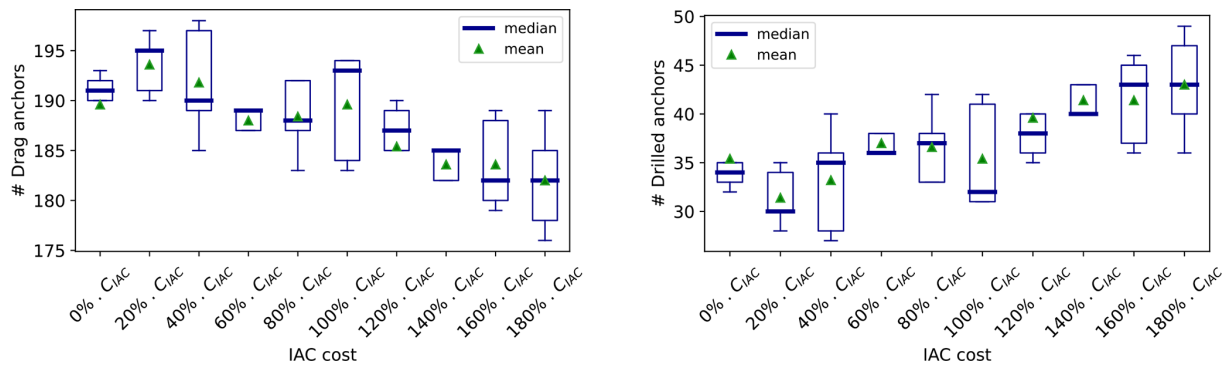 195
190
185
180
175
# Drag anchors
median
mean
0% . C_IAC
20% . C_IAC
40% . C_IAC
60% . C_IAC
80% . C_IAC
100% . C_IAC
120% . C_IAC
140% . C_IAC
160% . C_IAC
180% . C_IAC
IAC cost
50
45
40
35
30
# Drilled anchors
median
mean
0% . C_IAC
20% . C_IAC
40% . C_IAC
60% . C_IAC
80% . C_IAC
100% . C_IAC
120% . C_IAC
140% . C_IAC
160% . C_IAC
180% . C_IAC
IAC cost